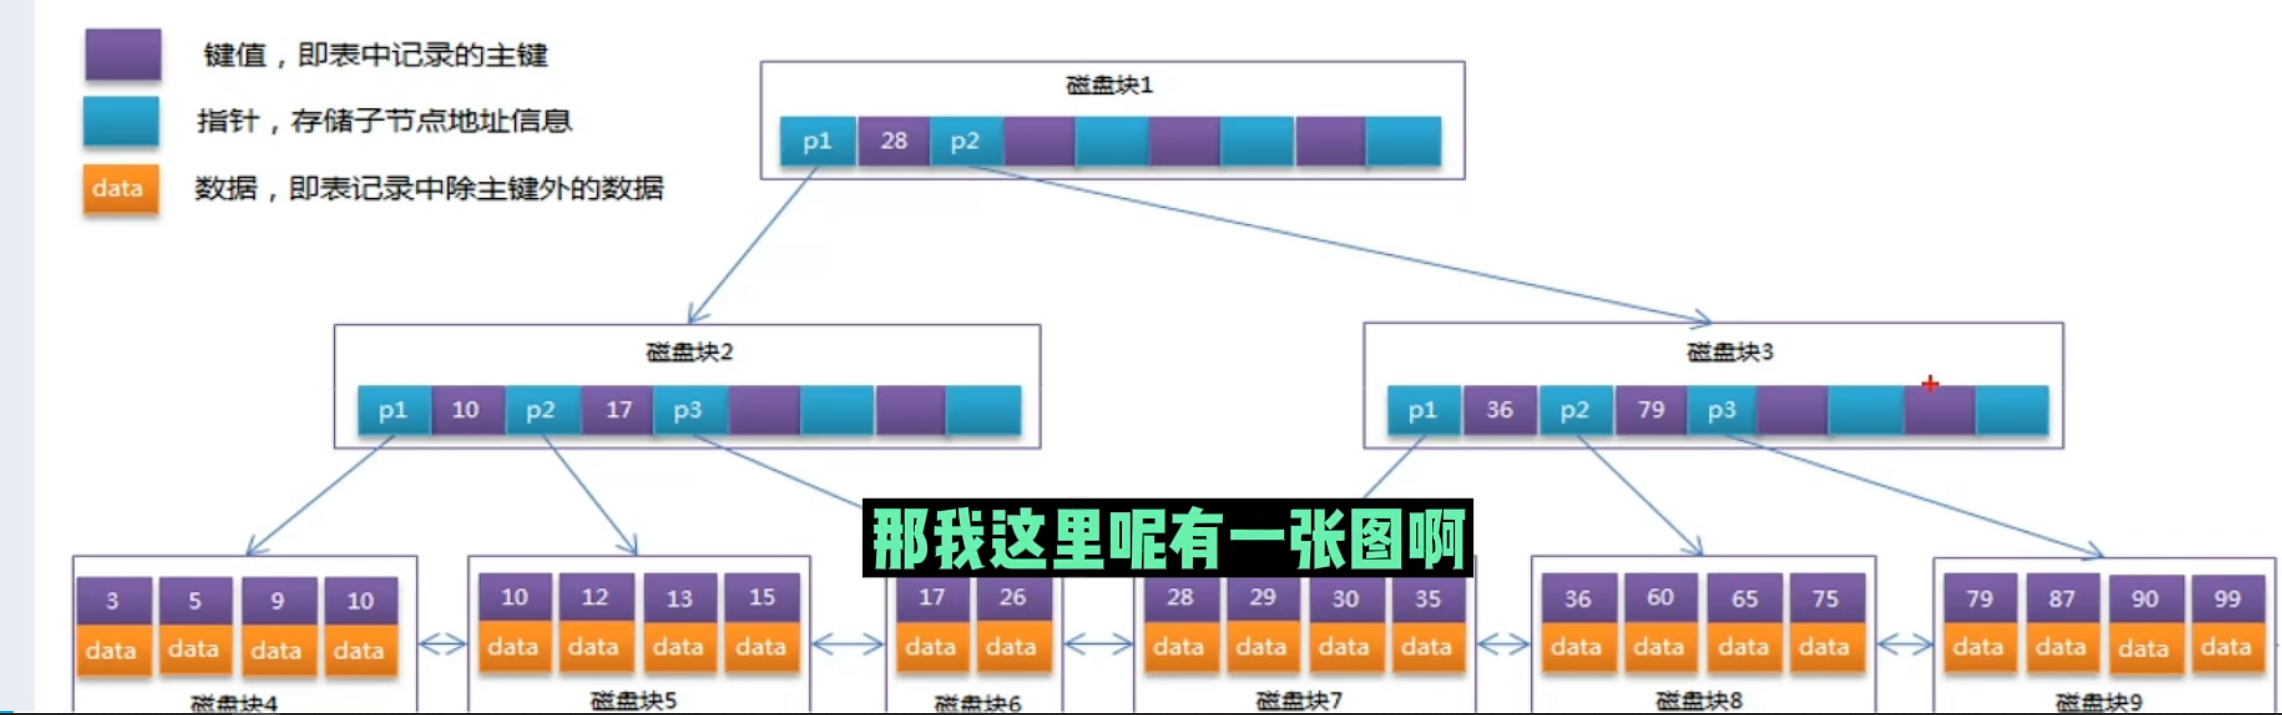 键值，即表中记录的主键
指针，存储子节点地址信息
data 数据，即表记录中除主键外的数据
磁盘块1
p1 28 p2
磁盘块2
p1 10 p2 17 p3
磁盘块3
p1 36 p2 79 p3
那我这里呢有一张图啊
3 5 9 10
data data data data
磁盘块4
10 12 13 15
data data data data
磁盘块5
17 26
data data
磁盘块6
28 29 30 35
data data data data
磁盘块7
36 60 65 75
data data data data
磁盘块8
79 87 90 99
data data data data
磁盘块9